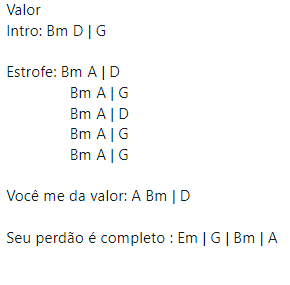 Valor
Intro: Bm D | G
Estrofe: Bm A | D
Bm A | G
Bm A | D
Bm A | G
Bm A | G
Você me da valor: A Bm | D
Seu perdão é completo : Em | G | Bm | A